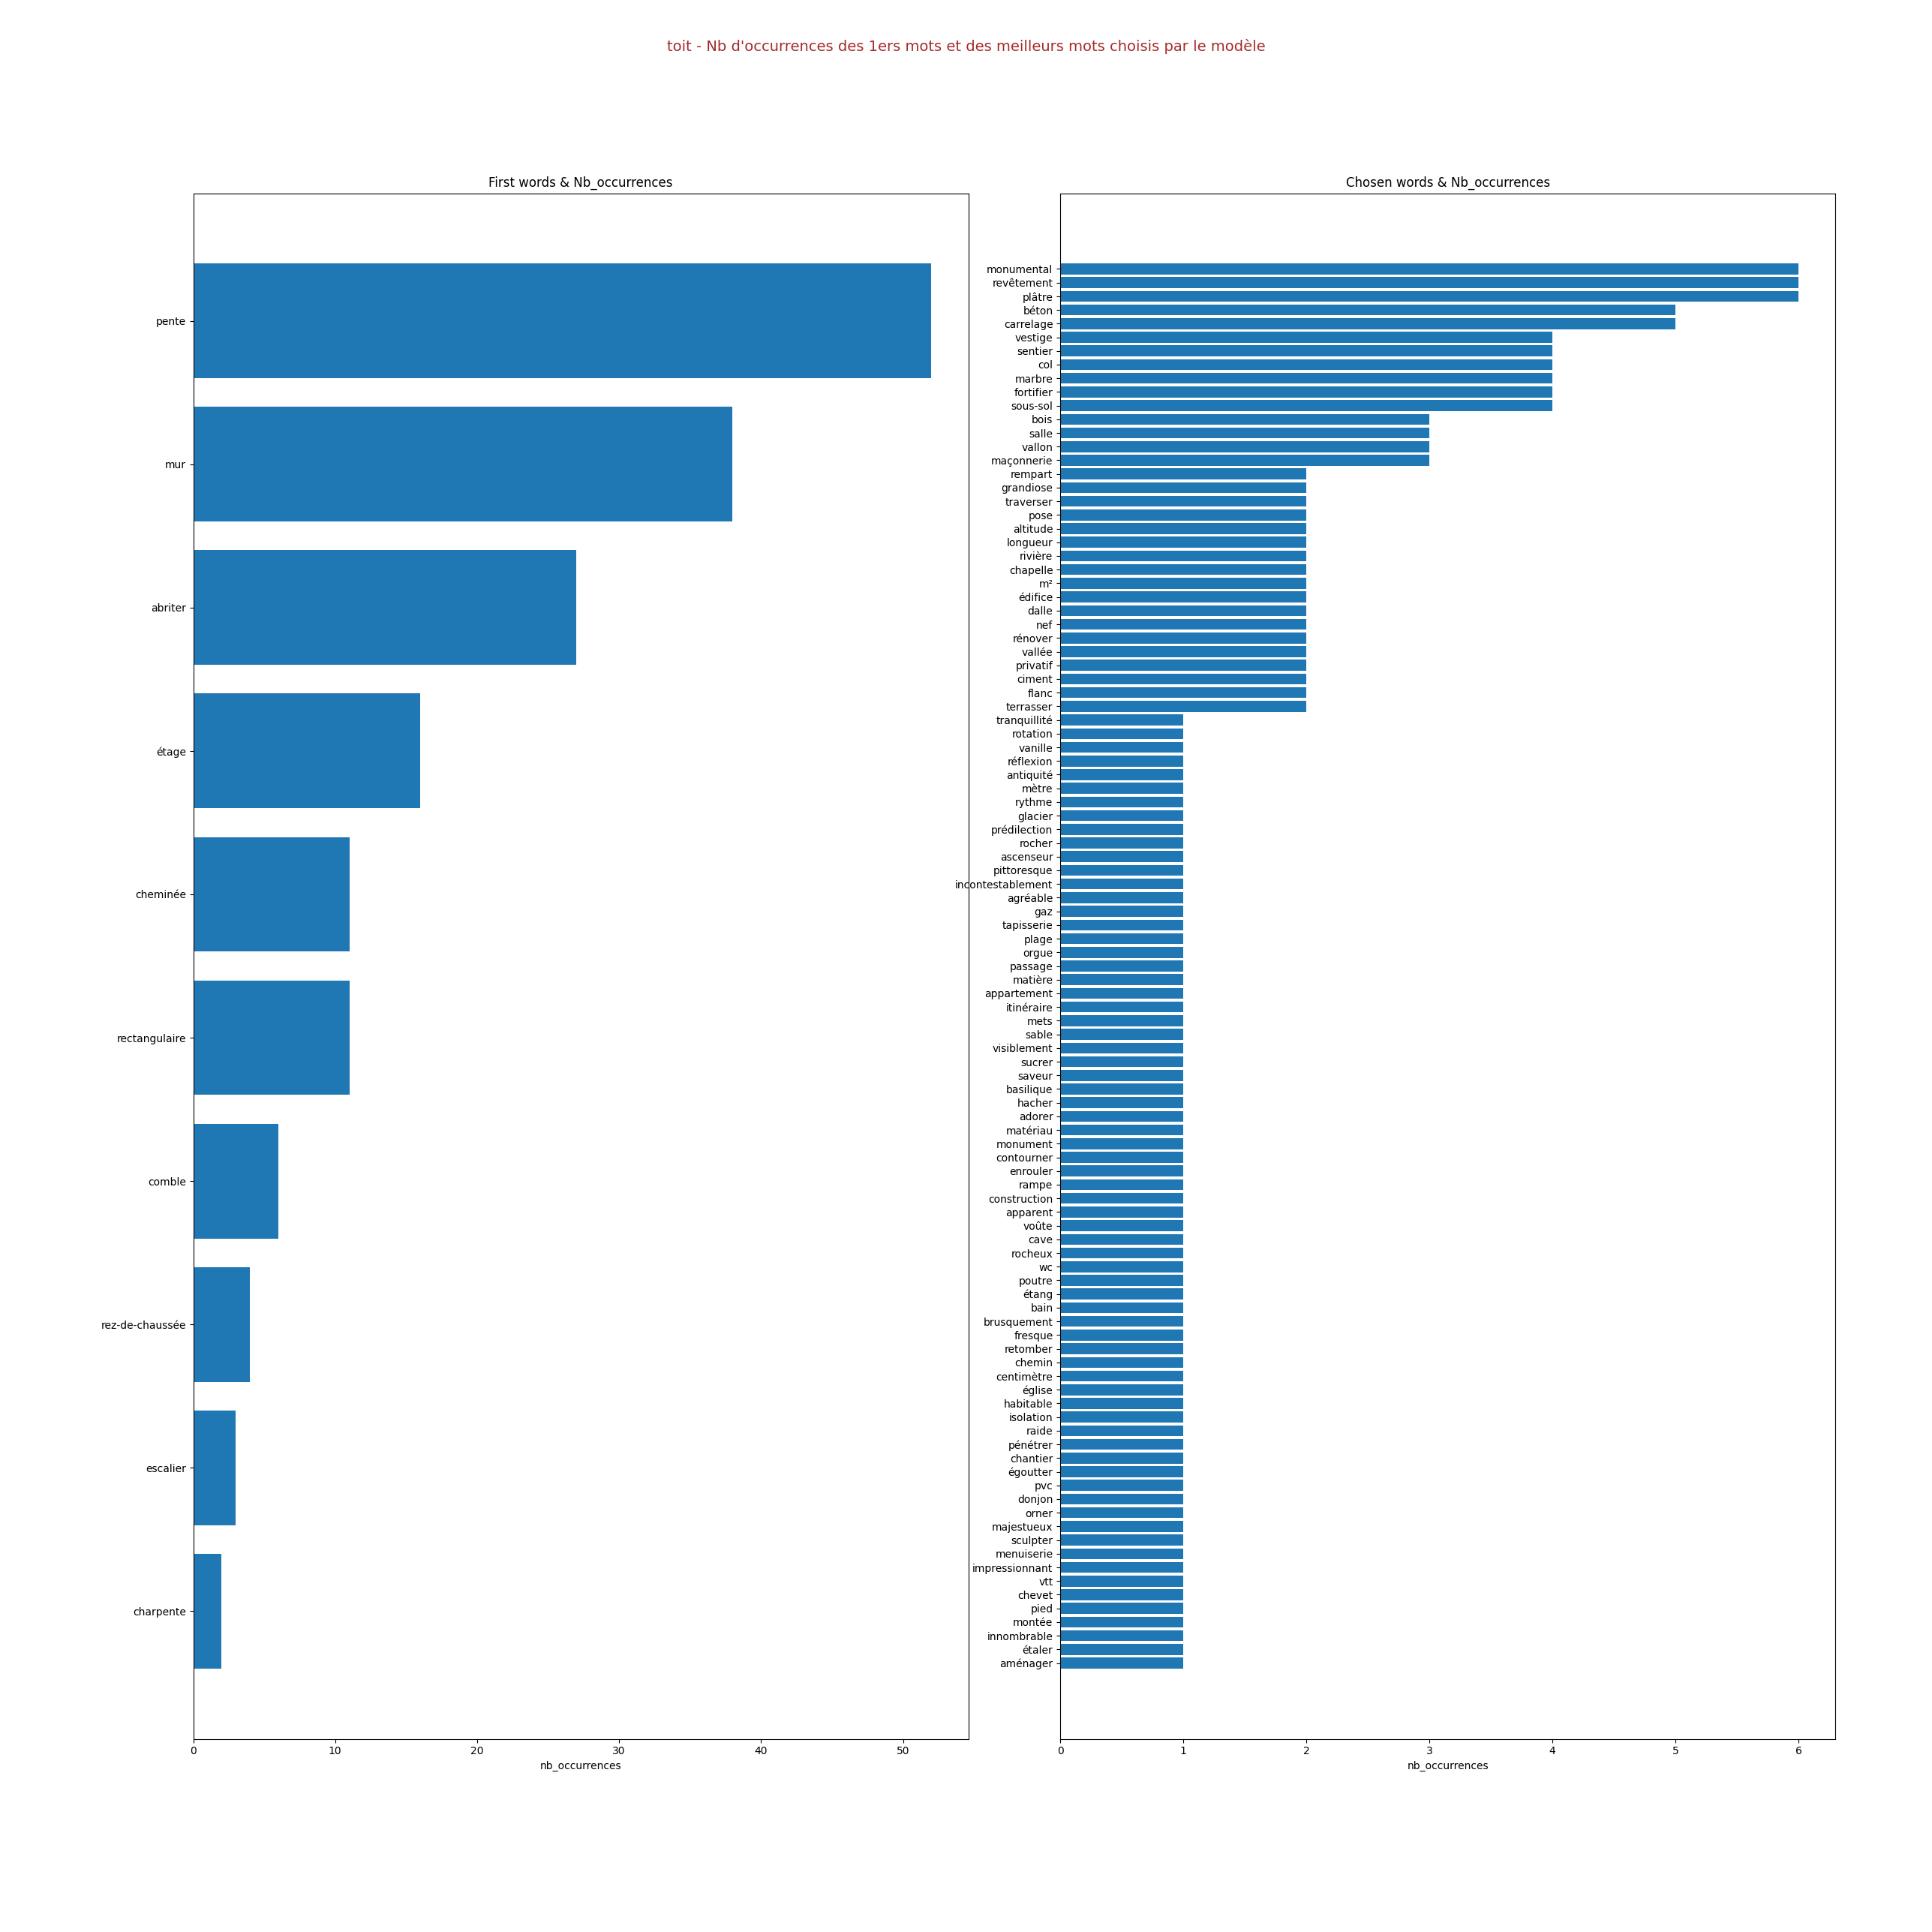 toit - Nb d'occurrences des 1ers mots et des meilleurs mots choisis par le modèle
First words & Nb_occurrences
pente
mur
abriter
étage
cheminée
rectangulaire
comble
rez-de-chaussée
escalier
charpente
0 10 20 30 40 50
nb_occurrences
Chosen words & Nb_occurrences
monumental
revêtement
plâtre
béton
carrelage
vestige
sentier
col
marbre
fortifier
sous-sol
bois
salle
vallon
maçonnerie
rempart
grandiose
traverser
pose
altitude
longueur
rivière
chapelle
m²
édifice
dalle
nef
rénover
vallée
privatif
ciment
flanc
terrasser
tranquillité
rotation
vanille
réflexion
antiquité
mètre
rythme
glacier
prédilection
rocher
ascenseur
pittoresque
incontestablement
agréable
gaz
tapisserie
plage
orgue
passage
matière
appartement
itinéraire
mets
sable
visiblement
sucrer
saveur
basilique
hacher
adorer
matériau
monument
contourner
enrouler
rampe
construction
apparent
voûte
cave
rocheux
wc
poutre
étang
bain
brusquement
fresque
retomber
chemin
centimètre
église
habitable
isolation
raide
pénétrer
chantier
égoutter
pvc
donjon
orner
majestueux
sculpter
menuiserie
impressionnant
vtt
chevet
pied
montée
innombrable
étaler
aménager
0 1 2 3 4 5 6
nb_occurrences